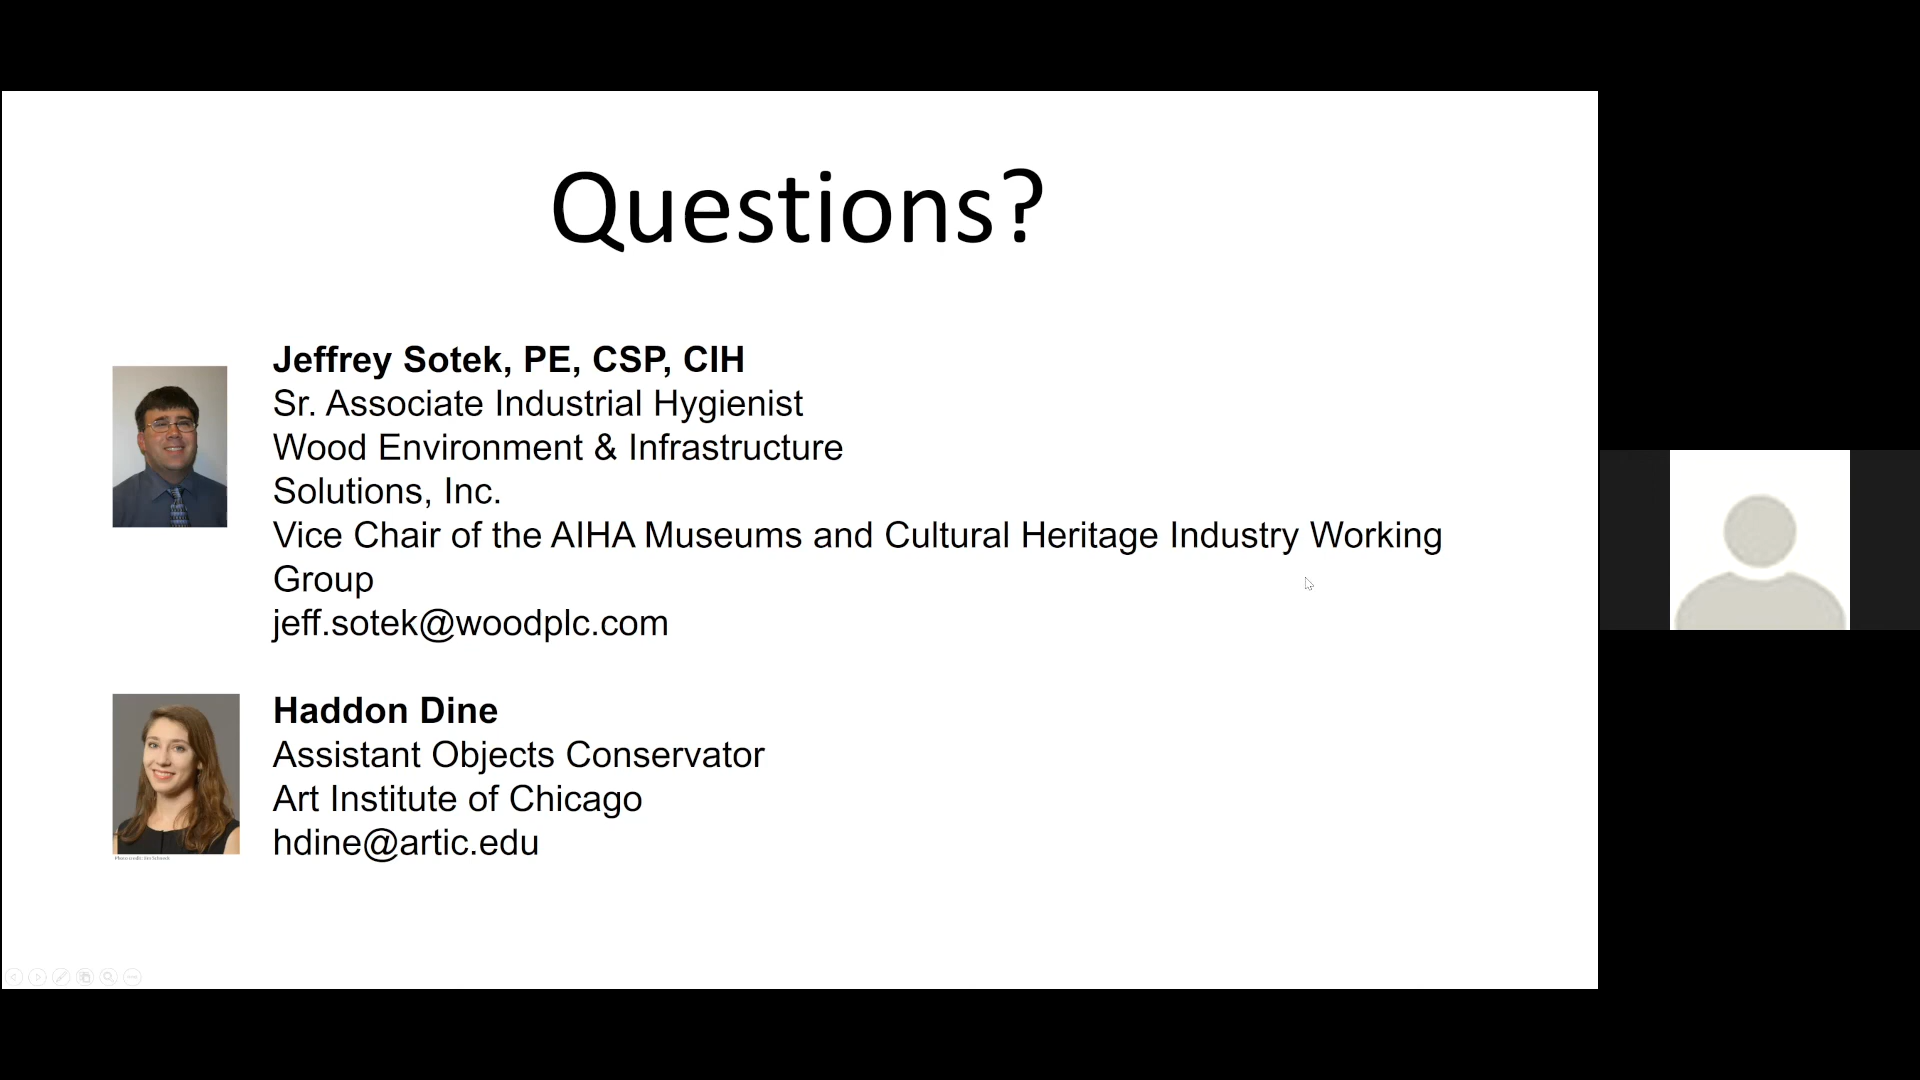 Questions?
Jeffrey Sotek, PE, CSP, CIH
Sr. Associate Industrial Hygienist
Wood Environment & Infrastructure
Solutions, Inc.
Vice Chair of the AIHA Museums and Cultural Heritage Industry Working
Group
jeff.sotek@woodplc.com
Haddon Dine
Assistant Objects Conservator
Art Institute of Chicago
hdine@artic.edu